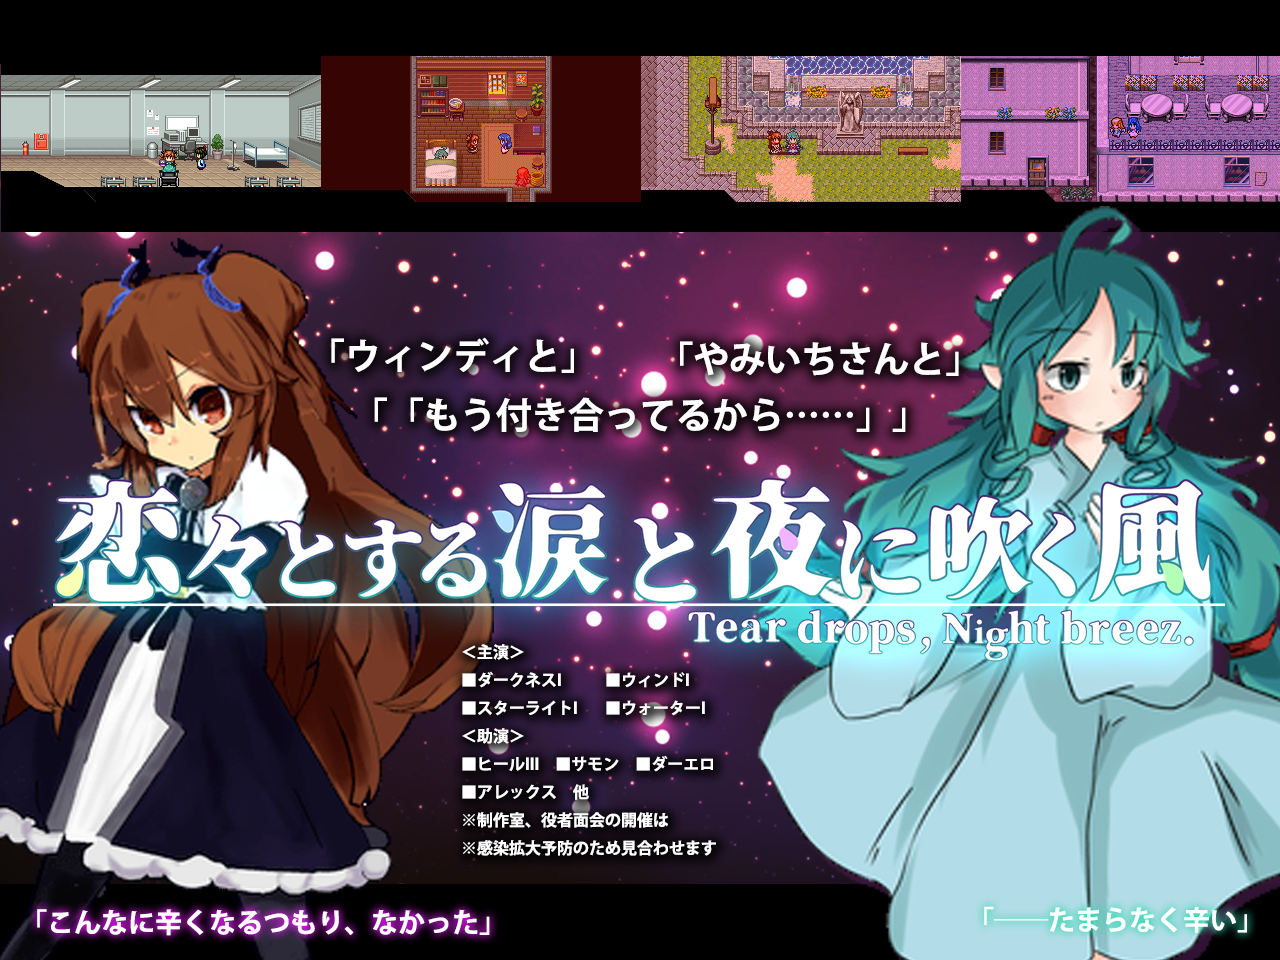 「ウィンディと」
「やみいちさんと」
「「もう付き合ってるから……」」
恋々とする涙と夜に吹く風
Tear drops, Night breez.
＜主演＞
■ダークネスI ■ウィンドI
■スターライトI ■ウォーターI
＜助演＞
■ヒールIII ■サモン ■ダーエロ
■アレックス 他
※制作室、役者面会の開催は
※感染拡大予防のため見合わせます
「こんなに辛くなるつもり、なかった」
「――たまらなく辛い」